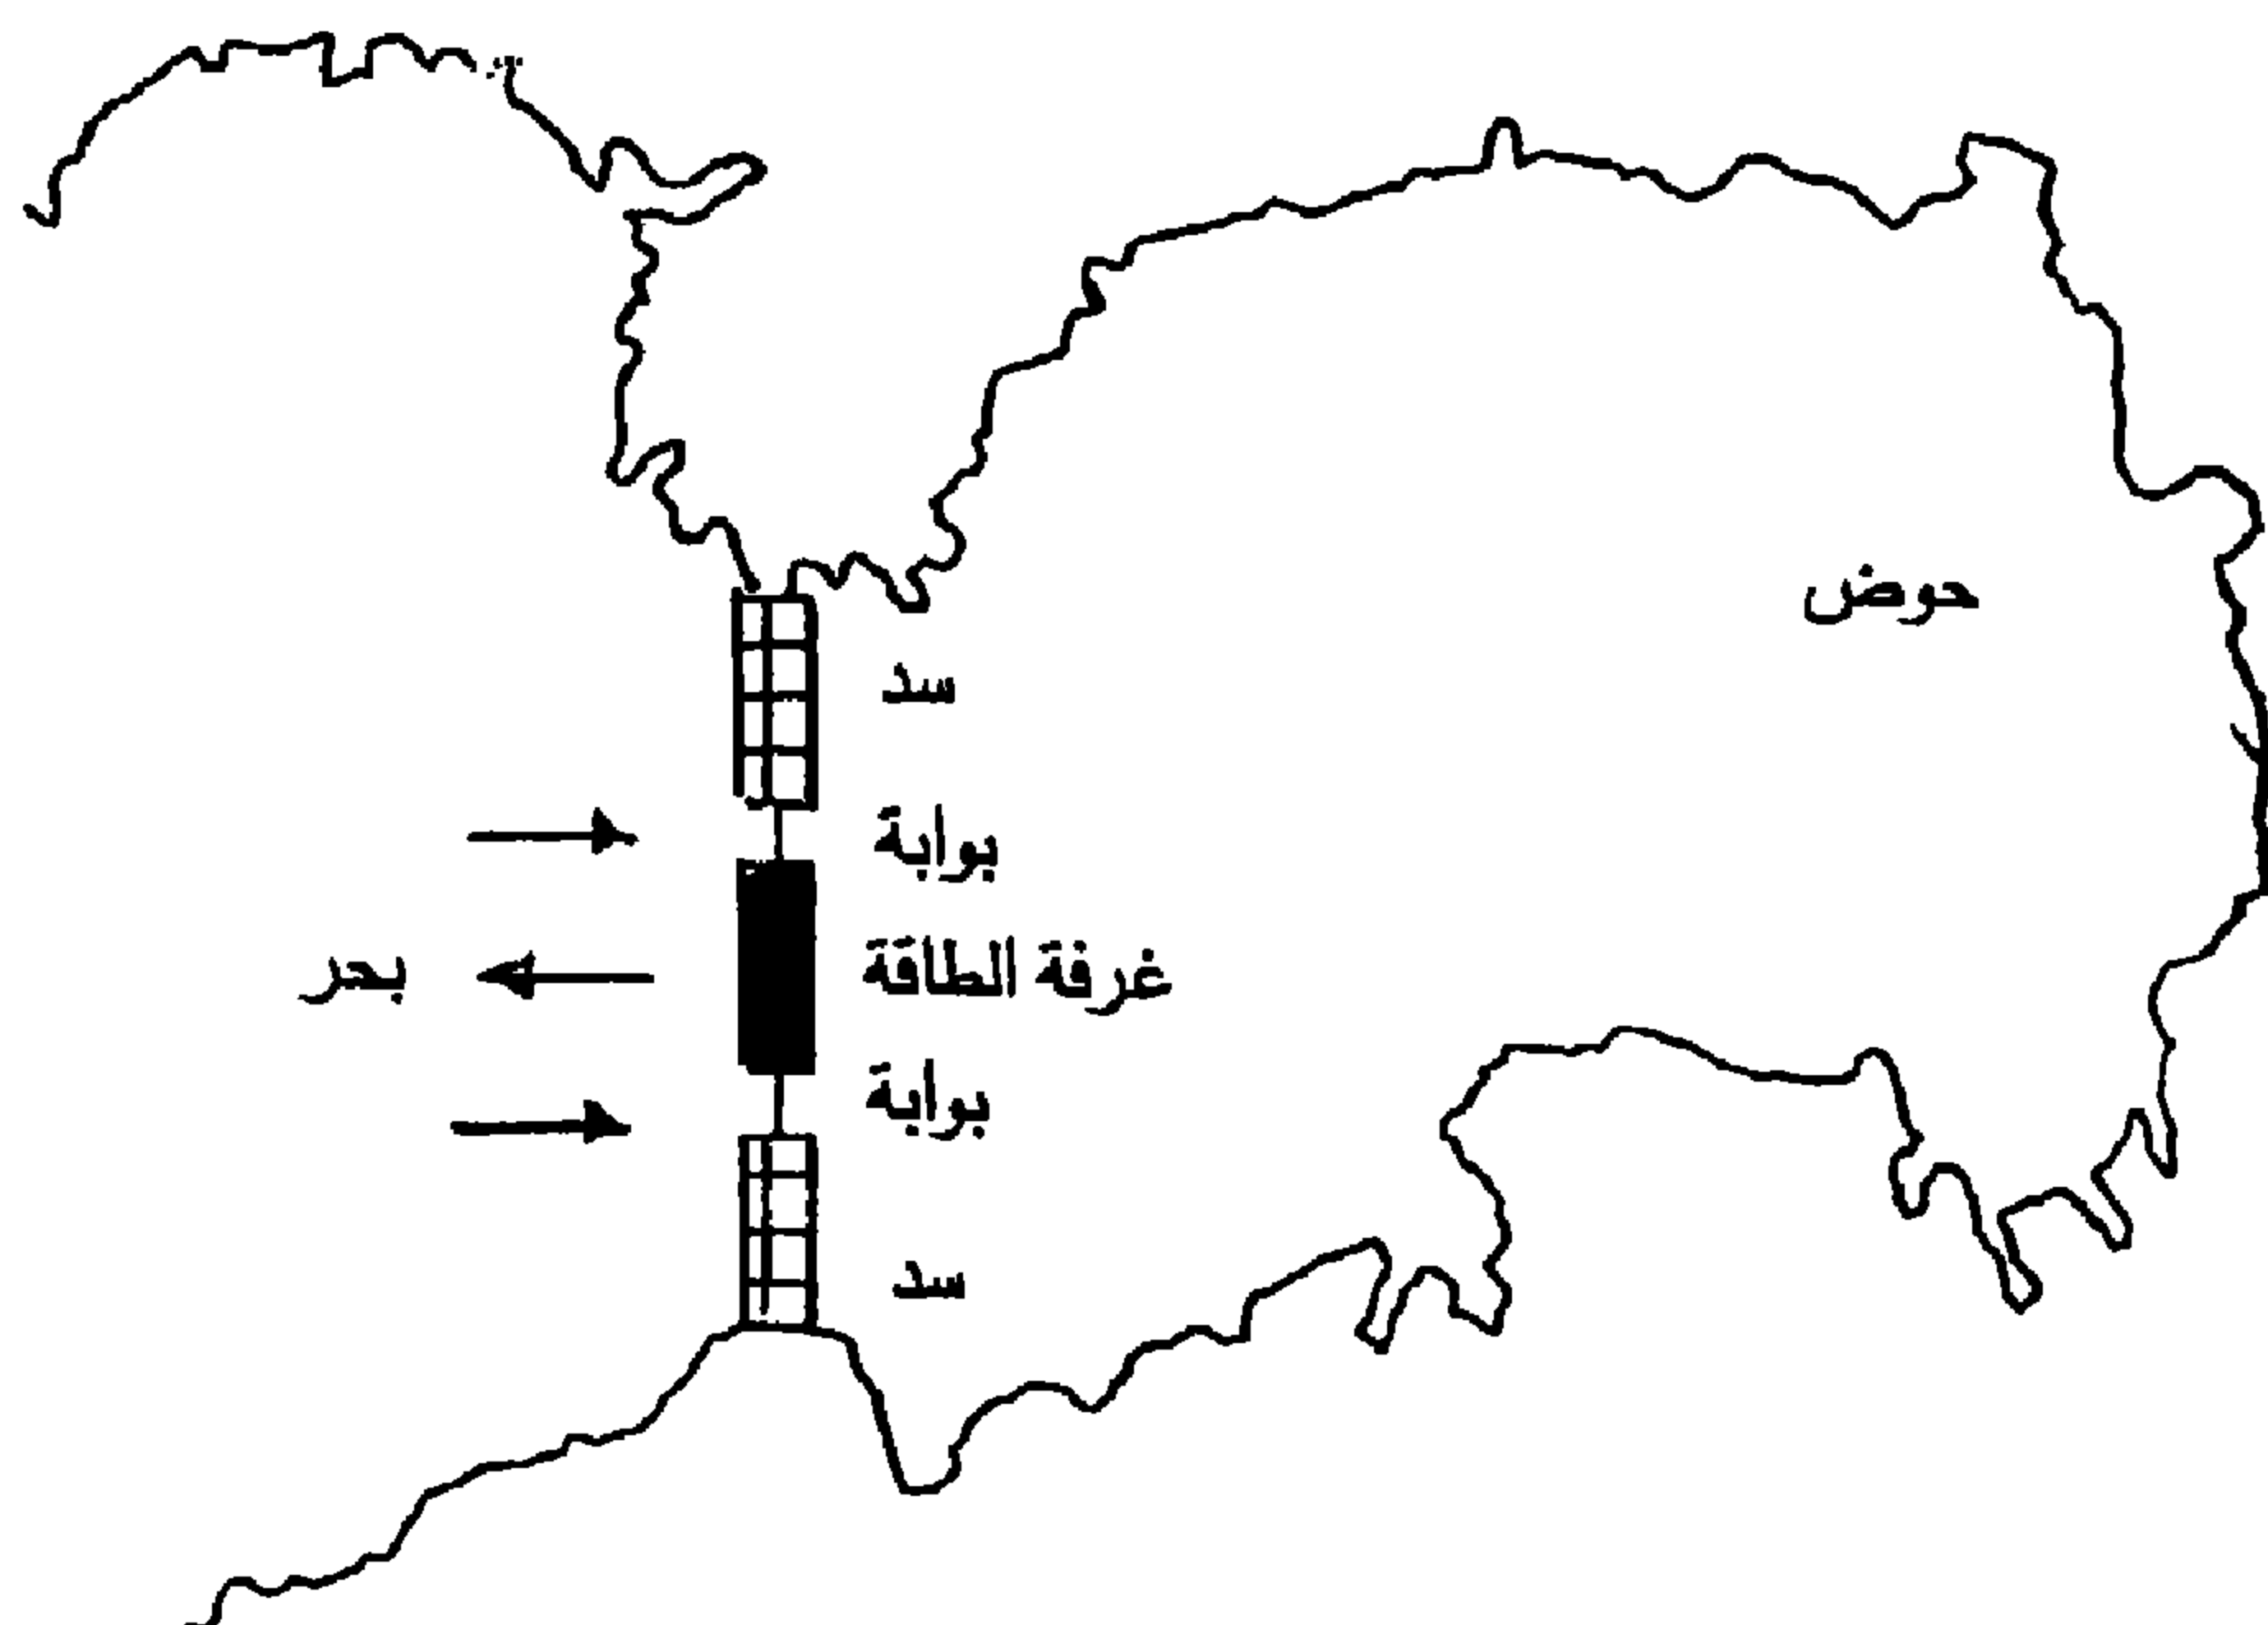 حوض
سد
بوابة
غرفة الطاقة
بحر
بوابة
سد